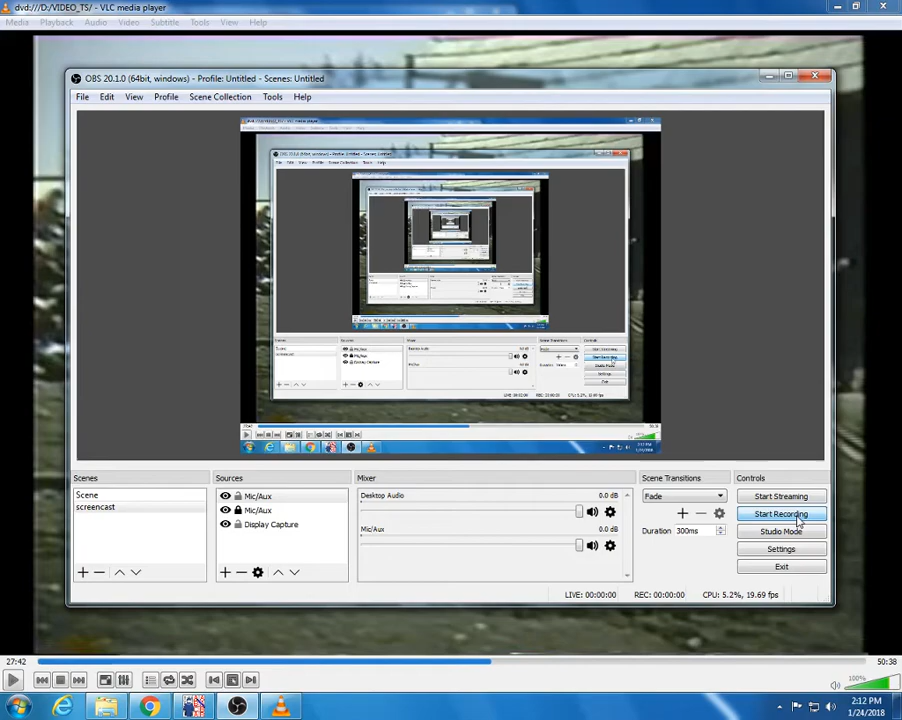 dvd:///D:/VIDEO_TS/ - VLC media player
Media Playback Audio Video Subtitle Tools View Help
OBS 20.1.0 (64bit, windows) - Profile: Untitled - Scenes: Untitled
File Edit View Profile Scene Collection Tools Help
Scenes
Scene
screencast
Sources
Mic/Aux
Mic/Aux
Display Capture
Mixer
Desktop Audio 0.0 dB
Mic/Aux 0.0 dB
Scene Transitions
Fade
Duration 300ms
Controls
Start Streaming
Start Recording
Studio Mode
Settings
Exit
LIVE: 00:00:00 REC: 00:00:00 CPU: 5.2%, 19.69 fps
27:42 50:38
100%
2:12 PM
1/24/2018